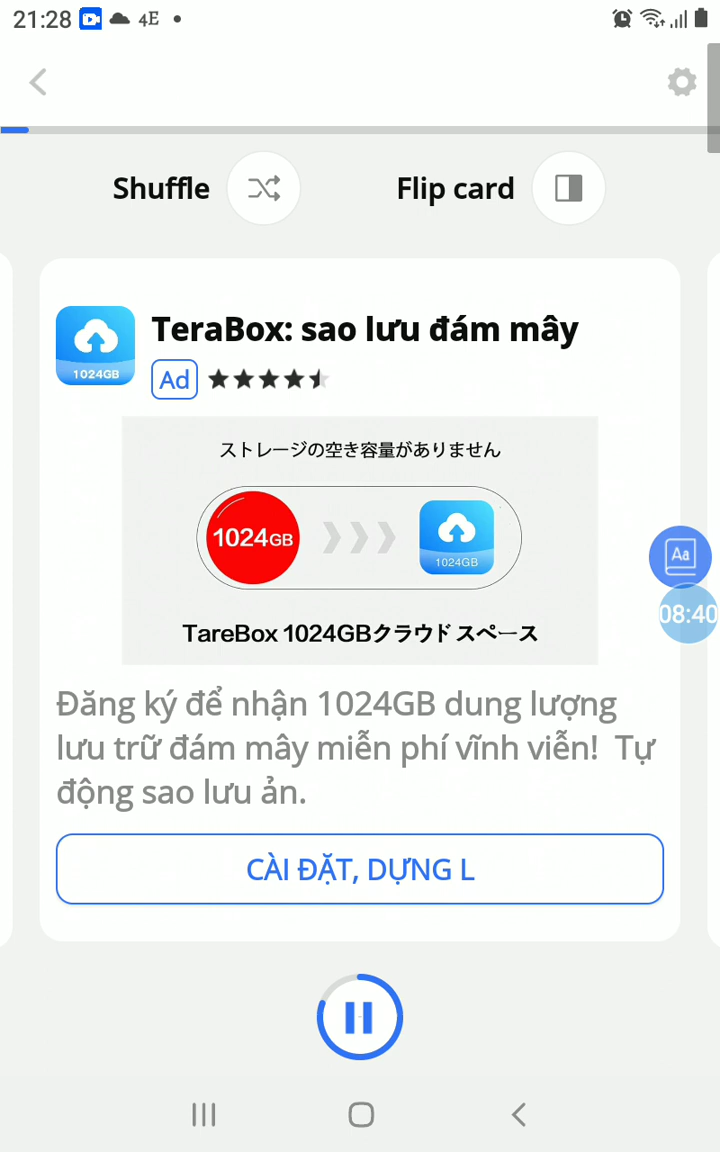 21:28 4E
Shuffle
Flip card
TeraBox: sao lưu đám mây
1024GB
Ad
ストレージの空き容量がありません
1024GB
1024GB
TareBox 1024GBクラウド スペース
Aa
08:40
Đăng ký để nhận 1024GB dung lượng
lưu trữ đám mây miễn phí vĩnh viễn! Tự
động sao lưu ản.
CÀI ĐẶT, DỰNG L